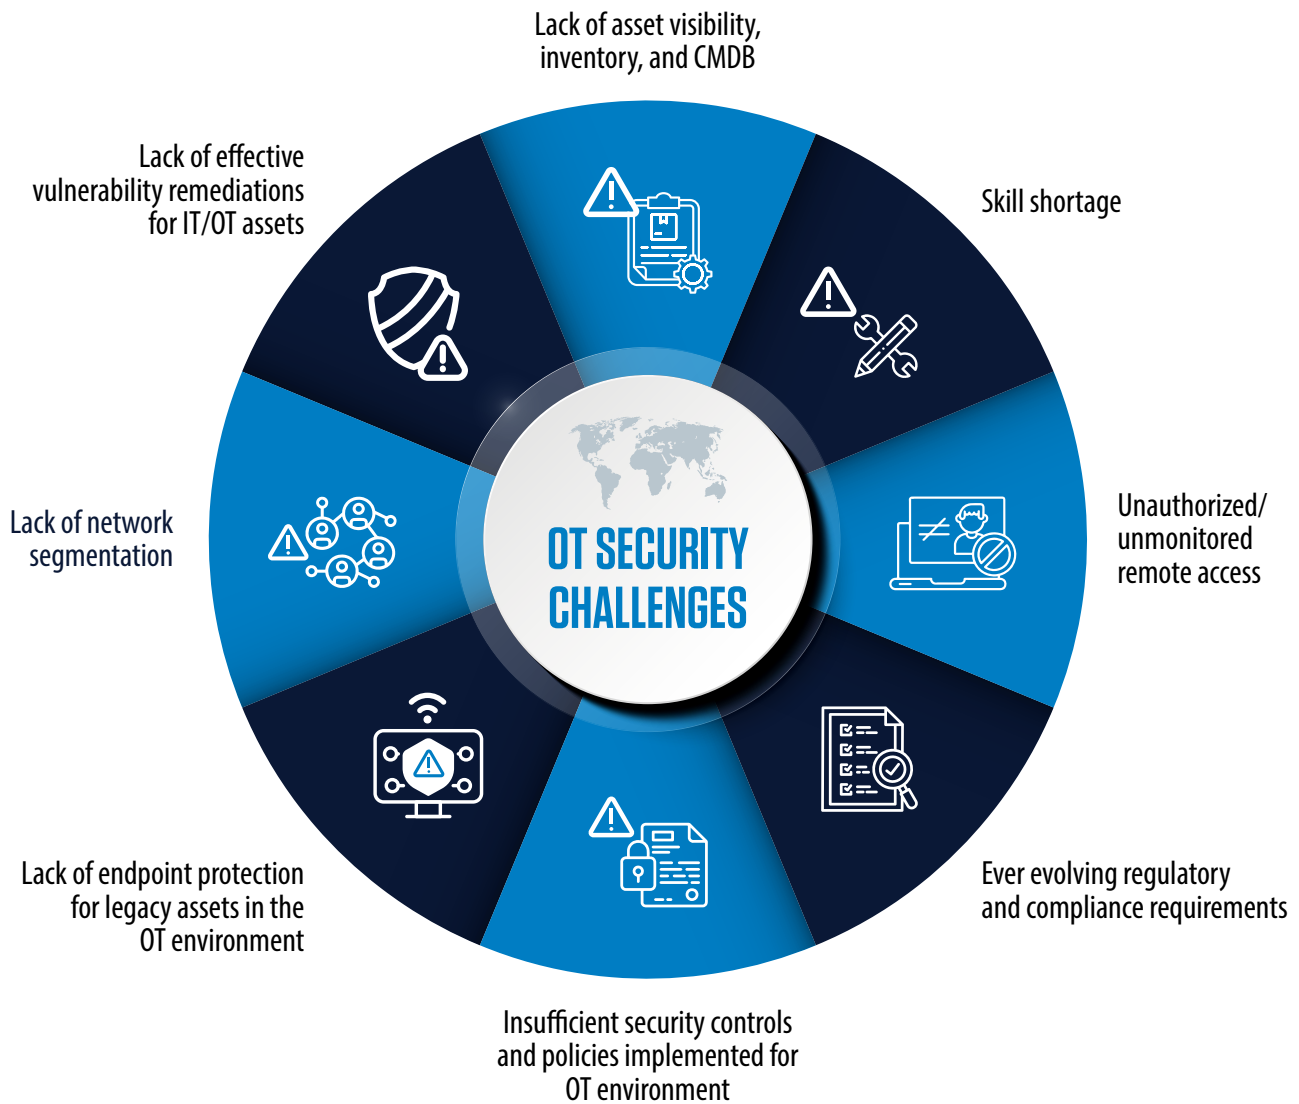 Lack of asset visibility,
inventory, and CMDB
Skill shortage
Unauthorized/
unmonitored
remote access
Ever evolving regulatory
and compliance requirements
Insufficient security controls
and policies implemented for
OT environment
Lack of endpoint protection
for legacy assets in the
OT environment
Lack of network
segmentation
Lack of effective
vulnerability remediations
for IT/OT assets
OT SECURITY
CHALLENGES